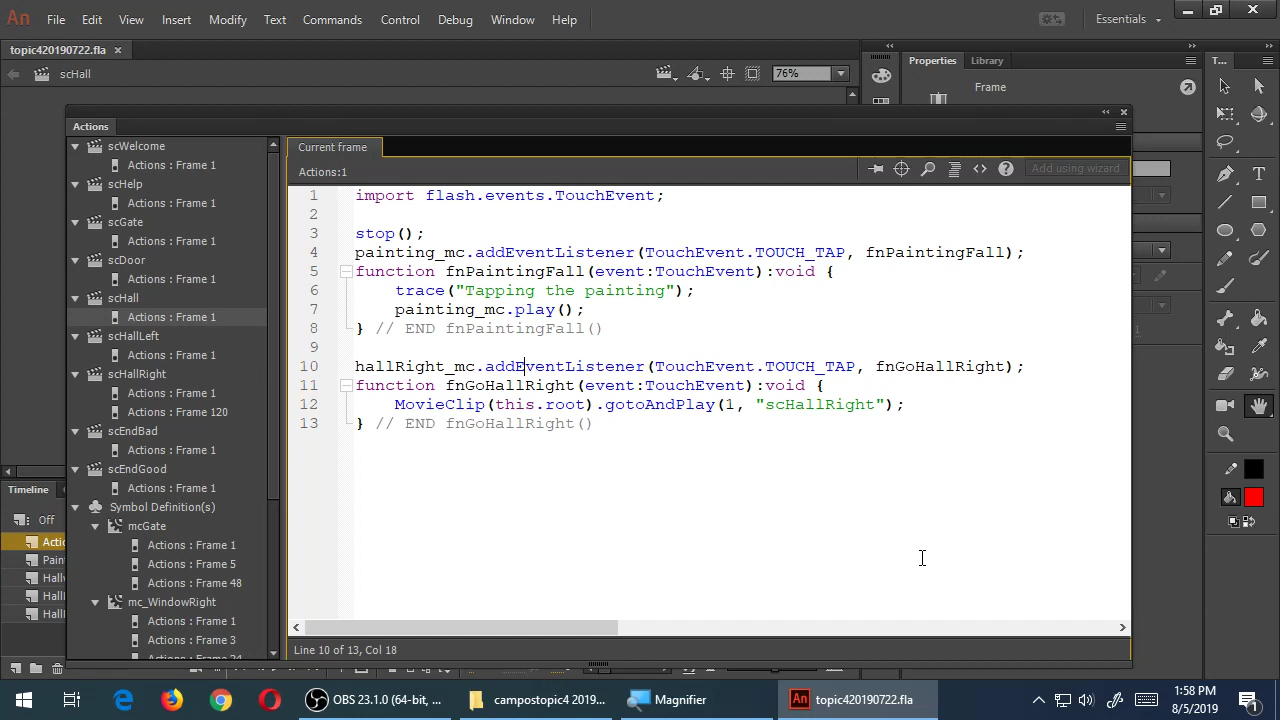 An File Edit View Insert Modify Text Commands Control Debug Window Help Essentials
topic420190722.fla ×
scHall 76%
Properties Library T...
Frame
Actions
scWelcome
Actions : Frame 1
scHelp
Actions : Frame 1
scGate
Actions : Frame 1
scDoor
Actions : Frame 1
scHall
Actions : Frame 1
scHallLeft
Actions : Frame 1
scHallRight
Actions : Frame 1
Actions : Frame 120
scEndBad
Actions : Frame 1
scEndGood
Actions : Frame 1
Symbol Definition(s)
mcGate
Actions : Frame 1
Actions : Frame 5
Actions : Frame 48
mc_WindowRight
Actions : Frame 1
Actions : Frame 3
Current frame
Actions:1 Add using wizard
1 import flash.events.TouchEvent;
2
3 stop();
4 painting_mc.addEventListener(TouchEvent.TOUCH_TAP, fnPaintingFall);
5 function fnPaintingFall(event:TouchEvent):void {
6 trace("Tapping the painting");
7 painting_mc.play();
8 } // END fnPaintingFall()
9
10 hallRight_mc.addEventListener(TouchEvent.TOUCH_TAP, fnGoHallRight);
11 function fnGoHallRight(event:TouchEvent):void {
12 MovieClip(this.root).gotoAndPlay(1, "scHallRight");
13 } // END fnGoHallRight()
Line 10 of 13, Col 18
Timeline
Off
OBS 23.1.0 (64-bit, ... campostopic4 2019... Magnifier An topic420190722.fla
1:58 PM
8/5/2019
1